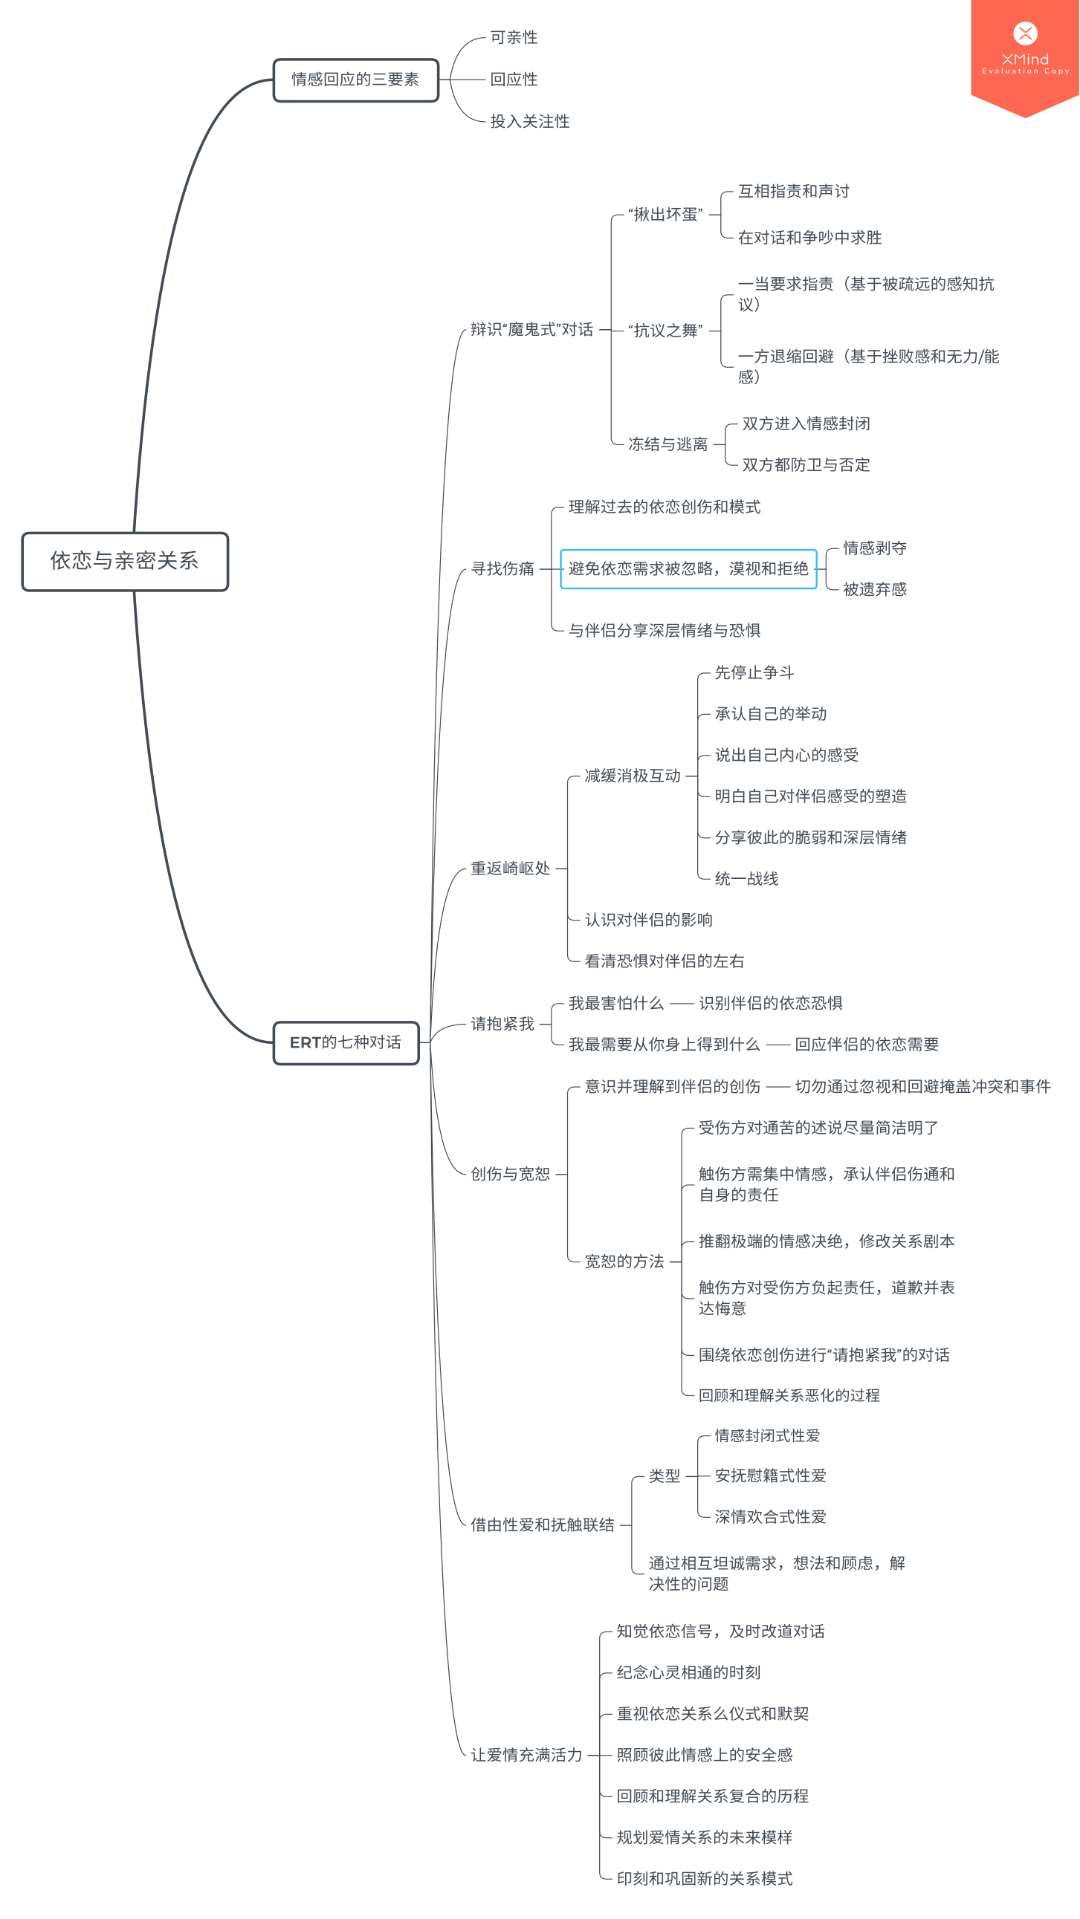 XMind
Evaluation Copy
依恋与亲密关系
情感回应的三要素
可亲性
回应性
投入关注性
ERT的七种对话
辩识“魔鬼式”对话
“揪出坏蛋”
互相指责和声讨
在对话和争吵中求胜
“抗议之舞”
一当要求指责（基于被疏远的感知抗
议）
一方退缩回避（基于挫败感和无力/能
感）
冻结与逃离
双方进入情感封闭
双方都防卫与否定
寻找伤痛
理解过去的依恋创伤和模式
避免依恋需求被忽略，漠视和拒绝
情感剥夺
被遗弃感
与伴侣分享深层情绪与恐惧
重返崎岖处
减缓消极互动
先停止争斗
承认自己的举动
说出自己内心的感受
明白自己对伴侣感受的塑造
分享彼此的脆弱和深层情绪
统一战线
认识对伴侣的影响
看清恐惧对伴侣的左右
请抱紧我
我最害怕什么
识别伴侣的依恋恐惧
我最需要从你身上得到什么
回应伴侣的依恋需要
创伤与宽恕
意识并理解到伴侣的创伤
切勿通过忽视和回避掩盖冲突和事件
宽恕的方法
受伤方对通苦的述说尽量简洁明了
触伤方需集中情感，承认伴侣伤通和
自身的责任
推翻极端的情感决绝，修改关系剧本
触伤方对受伤方负起责任，道歉并表
达悔意
围绕依恋创伤进行“请抱紧我”的对话
回顾和理解关系恶化的过程
借由性爱和抚触联结
类型
情感封闭式性爱
安抚慰籍式性爱
深情欢合式性爱
通过相互坦诚需求，想法和顾虑，解
决性的问题
让爱情充满活力
知觉依恋信号，及时改道对话
纪念心灵相通的时刻
重视依恋关系么仪式和默契
照顾彼此情感上的安全感
回顾和理解关系复合的历程
规划爱情关系的未来模样
印刻和巩固新的关系模式